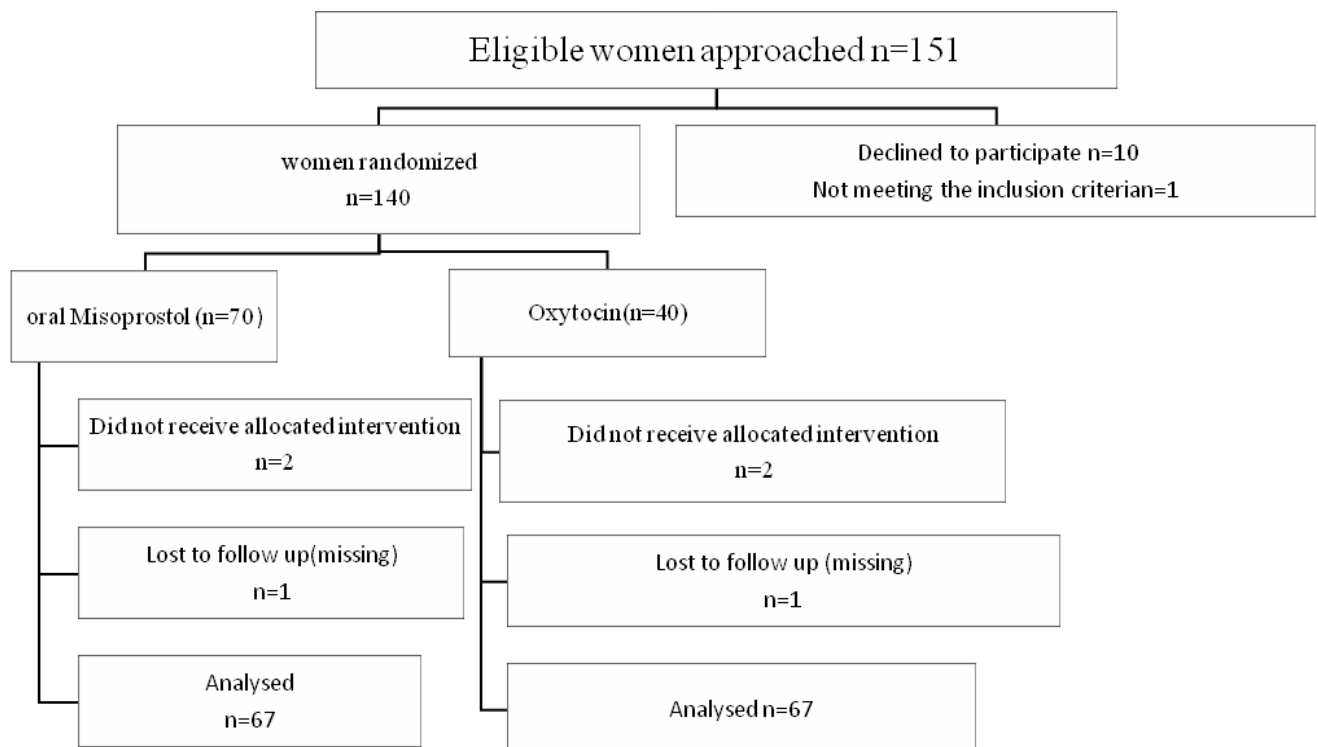 Eligible women approached n=151
women randomized
n=140
Declined to participate n=10
Not meeting the inclusion criterian=1
oral Misoprostol (n=70)
Oxytocin(n=40)
Did not receive allocated intervention
n=2
Did not receive allocated intervention
n=2
Lost to follow up(missing)
n=1
Lost to follow up (missing)
n=1
Analysed
n=67
Analysed n=67